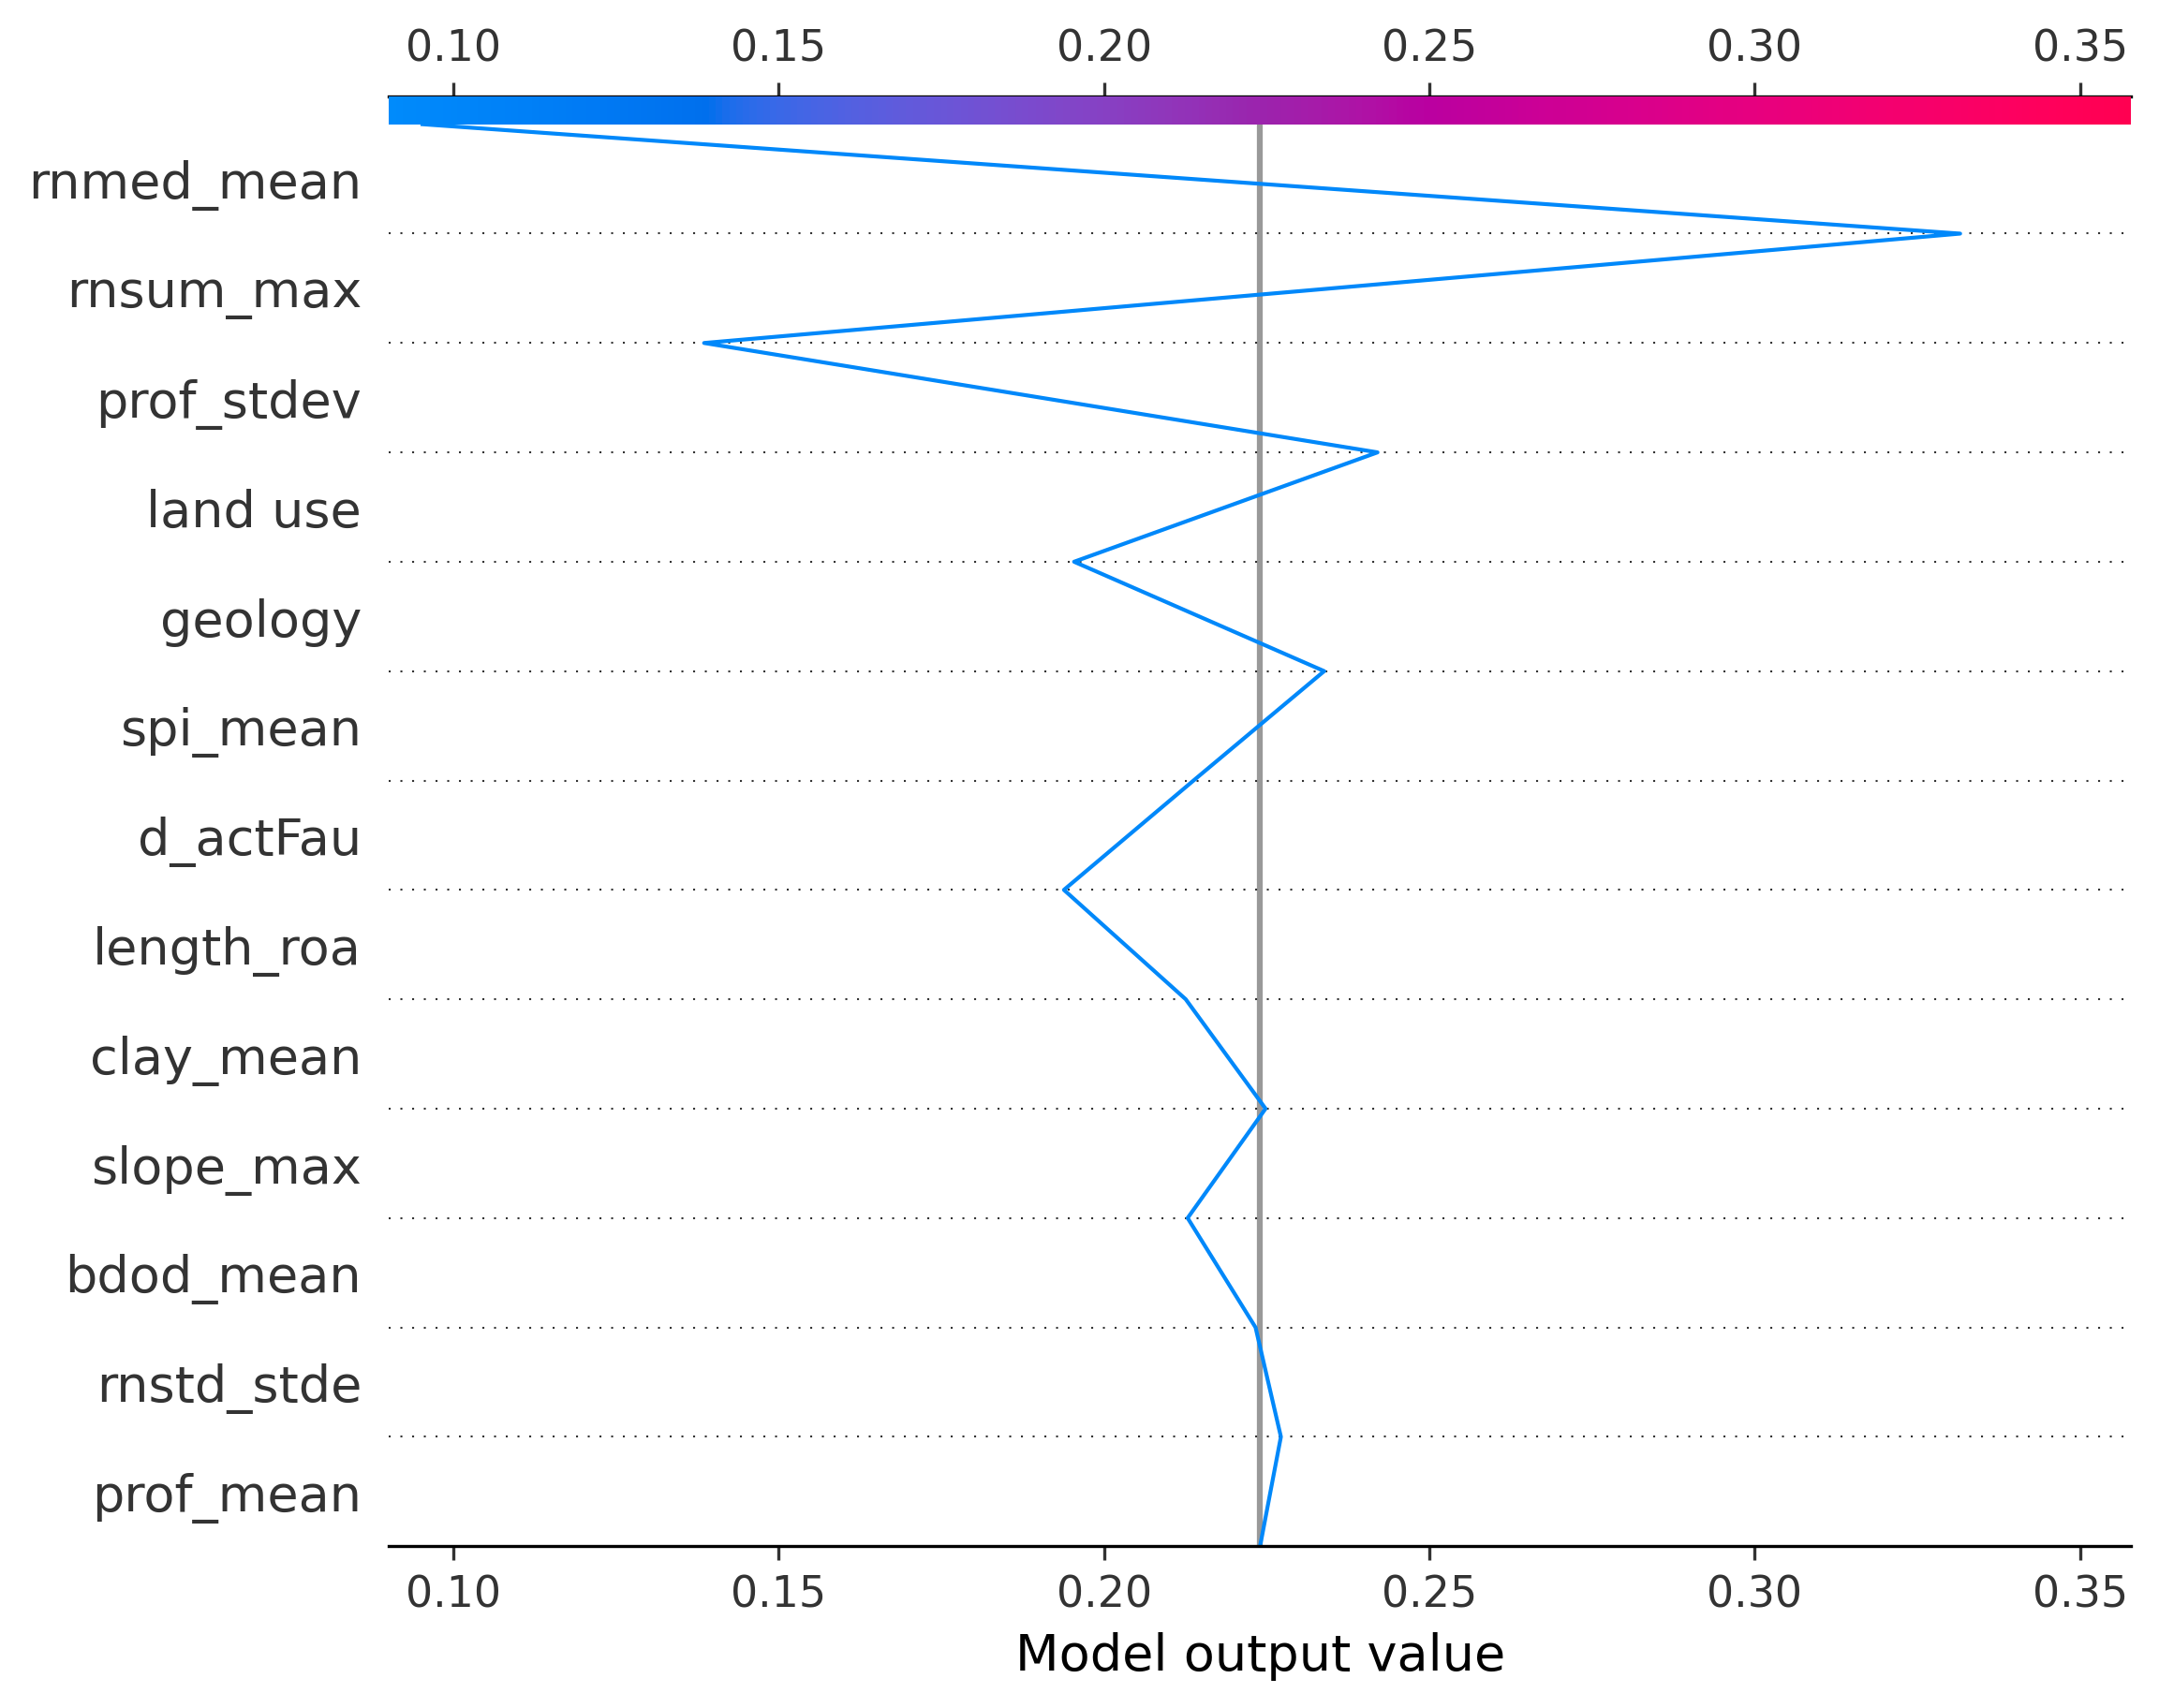 0.10 0.15 0.20 0.25 0.30 0.35
rnmed_mean
rnsum_max
prof_stdev
land use
geology
spi_mean
d_actFau
length_roa
clay_mean
slope_max
bdod_mean
rnstd_stde
prof_mean
0.10 0.15 0.20 0.25 0.30 0.35
Model output value